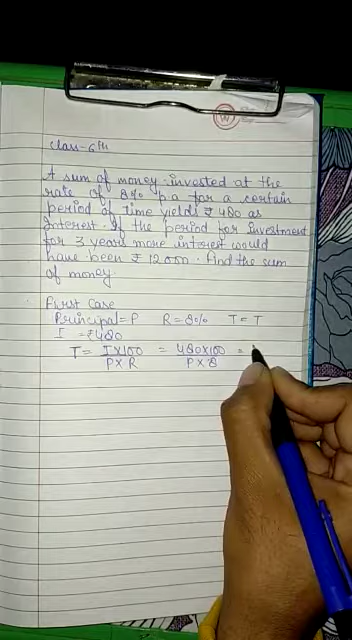 Class-6th
A sum of money invested at the
rate of 8% p.a for a certain
period of time yields ₹ 480 as
Interest. If the period for investment
for 3 years more interest would
have been ₹ 1200. Find the sum
of money.
First Case
Principal = P R = 8% T = T
I = ₹480
T = I×100 = 480×100 =
P×R P×8